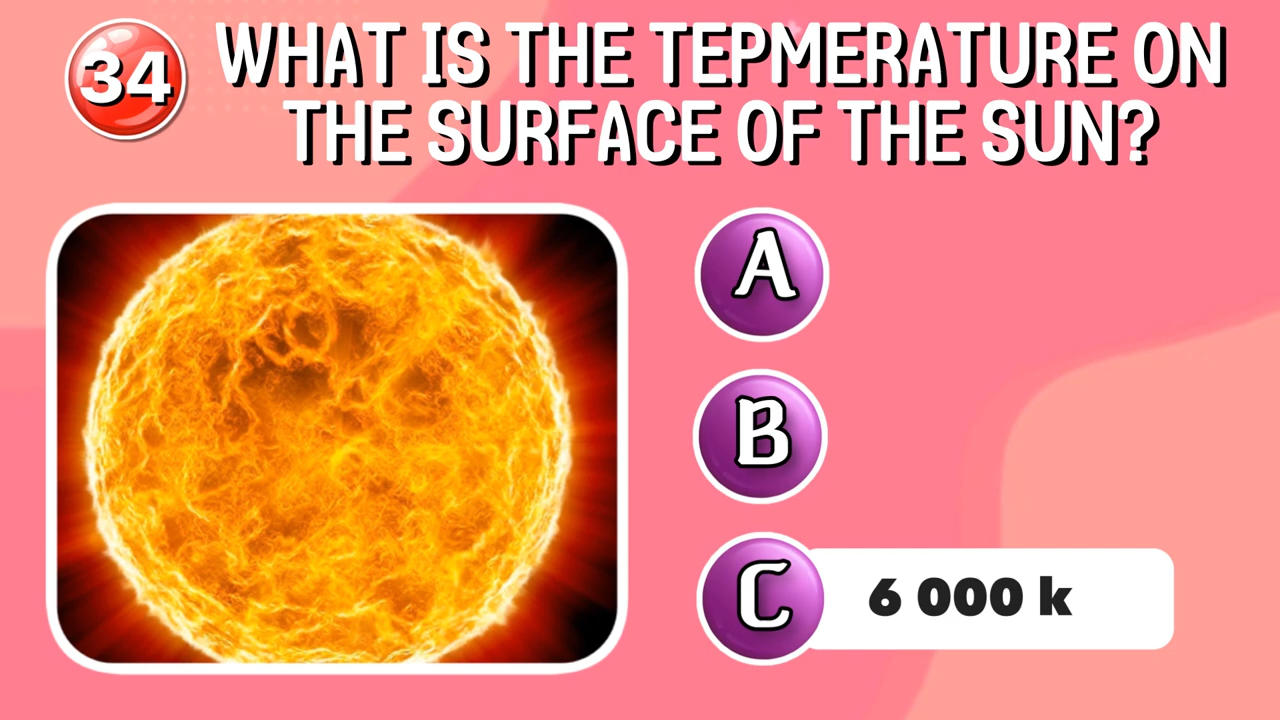 34
WHAT IS THE TEPMERATURE ON
THE SURFACE OF THE SUN?
A
B
C
6 000 k